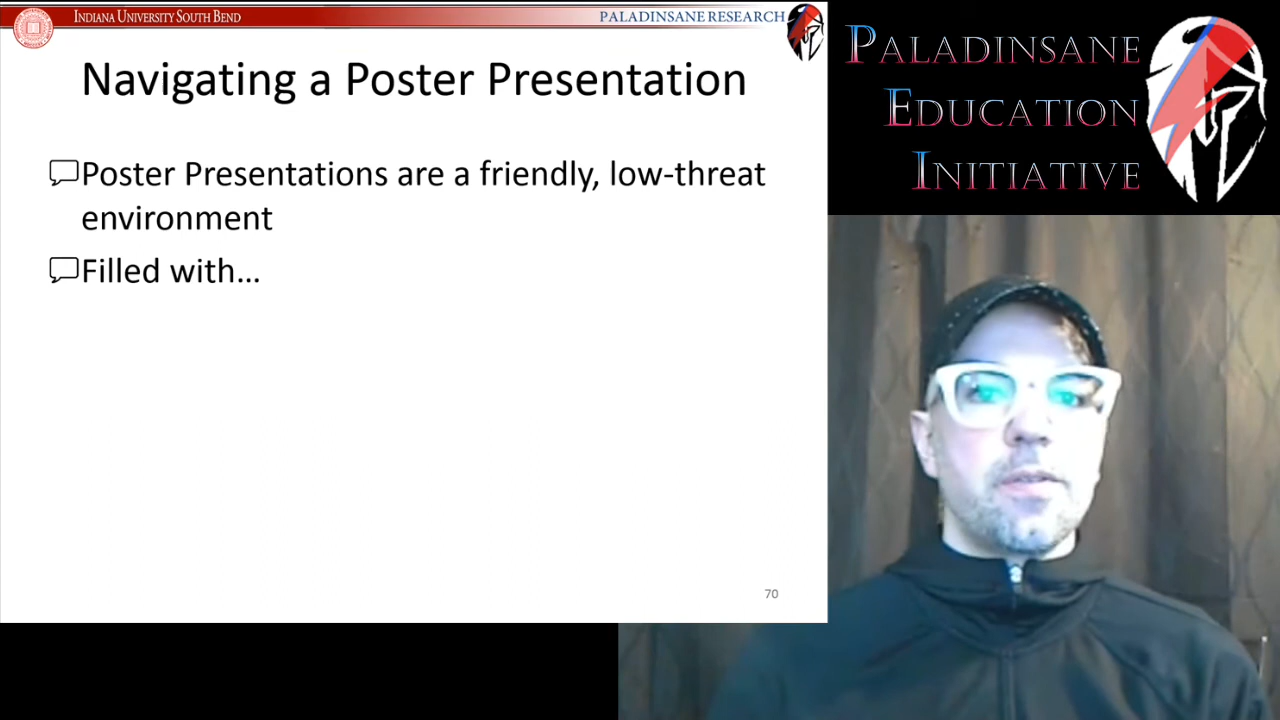 INDIANA UNIVERSITY SOUTH BEND
PALADINSANE RESEARCH
Navigating a Poster Presentation
Poster Presentations are a friendly, low-threat
environment
Filled with…
70
PALADINSANE
EDUCATION
INITIATIVE